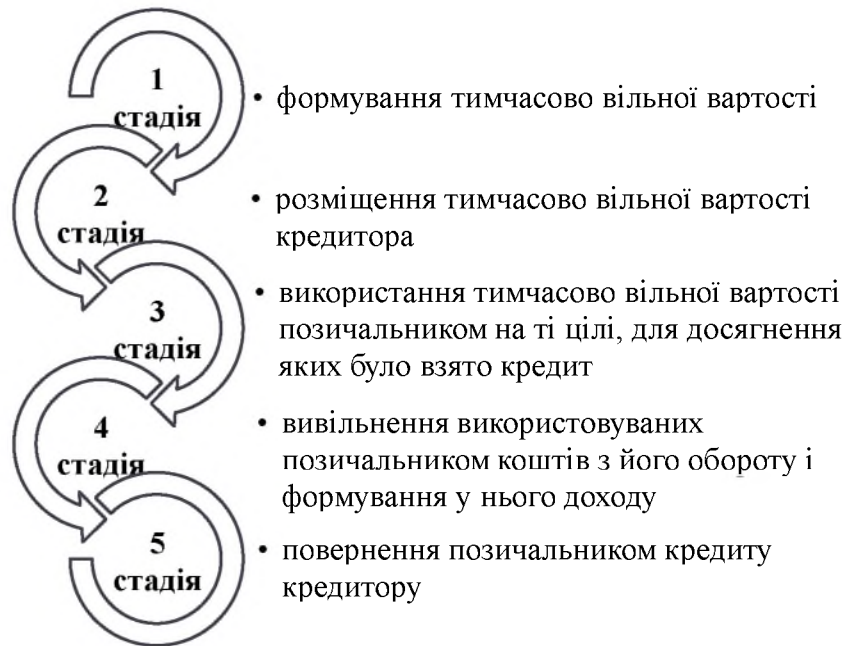 1
стадія
• формування тимчасово вільної вартості
2
стадія
• розміщення тимчасово вільної вартості
кредитора
3
стадія
• використання тимчасово вільної вартості
позичальником на ті цілі, для досягнення
яких було взято кредит
4
стадія
• вивільнення використовуваних
позичальником коштів з його обороту і
формування у нього доходу
5
стадія
• повернення позичальником кредиту
кредитору